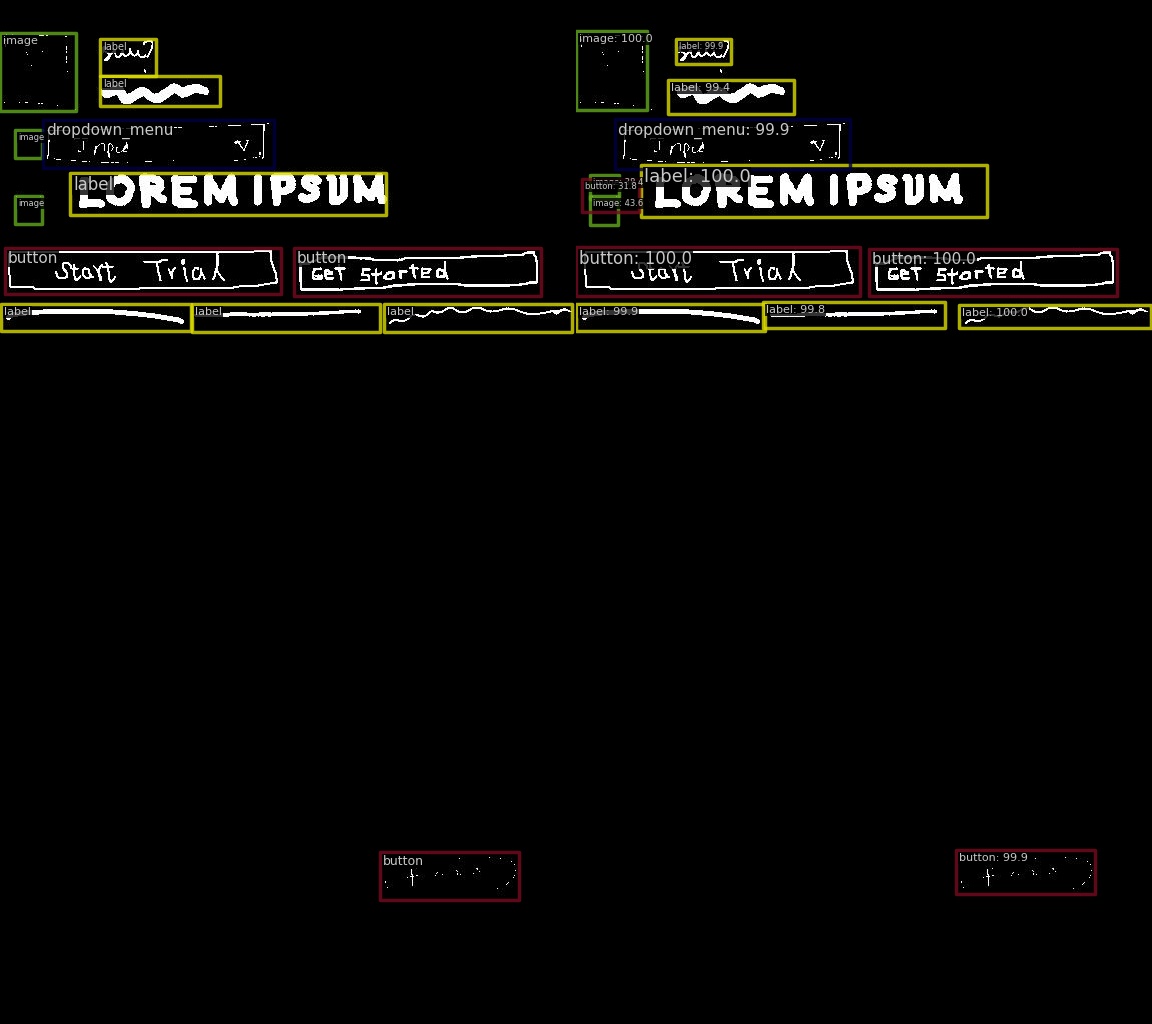 image
image: 100.0
label
label: 99.9
label
label: 99.4
dropdown_menu
dropdown_menu: 99.9
image
Input
Input
label
LOREM IPSUM
label: 100.0
LOREM IPSUM
button: 31.8
image
image: 43.6
button
button
button: 100.0
button: 100.0
Start Trial
Get Started
Start Trial
Get Started
label
label
label
label: 99.9
label: 99.8
label: 100.0
button
button: 99.9